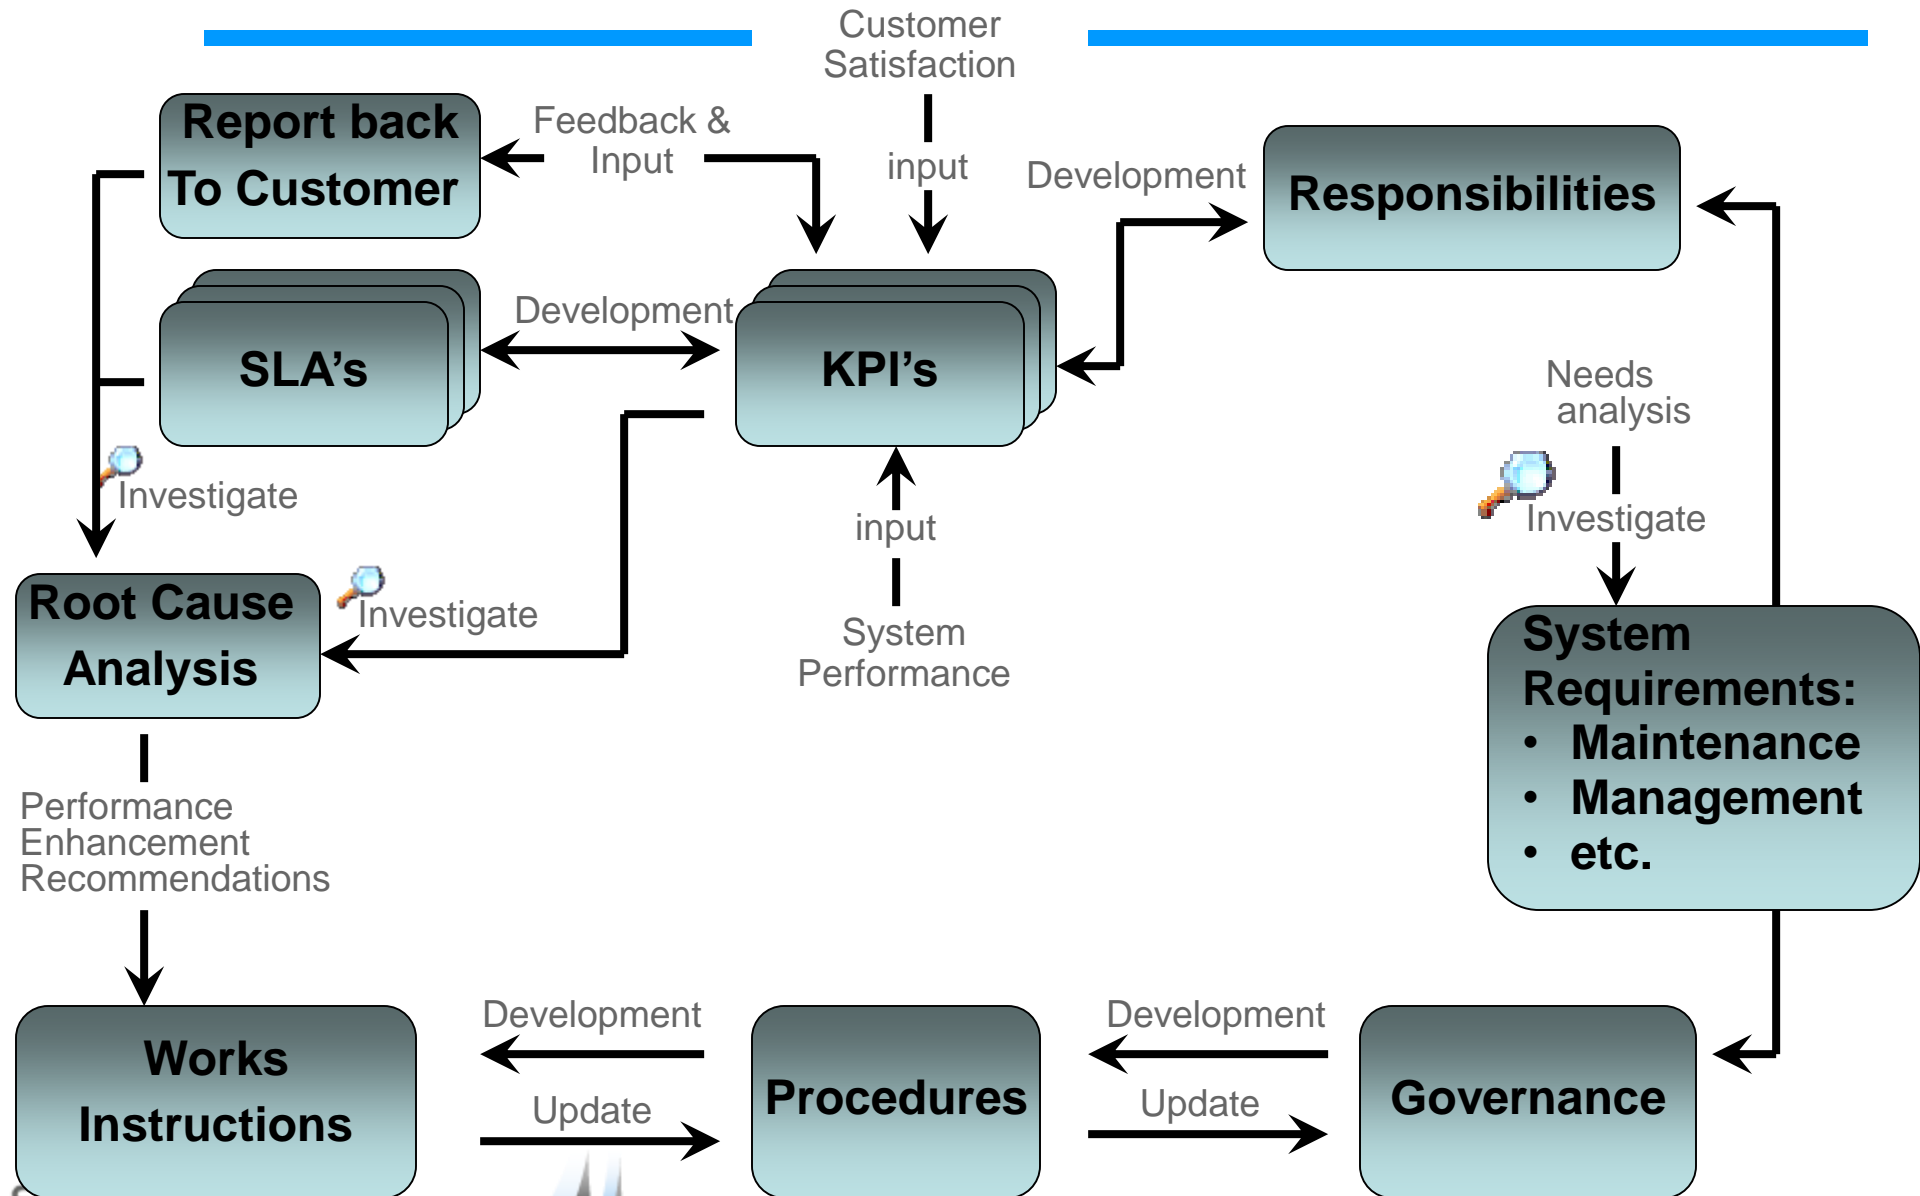 Customer
Satisfaction
Report back
To Customer
Feedback &
Input
input
Development
Responsibilities
SLA's
Development
KPI's
Needs
analysis
Investigate
Investigate
input
Root Cause
Analysis
Investigate
System
Performance
System
Requirements:
• Maintenance
• Management
• etc.
Performance
Enhancement
Recommendations
Works
Instructions
Development
Update
Procedures
Development
Update
Governance